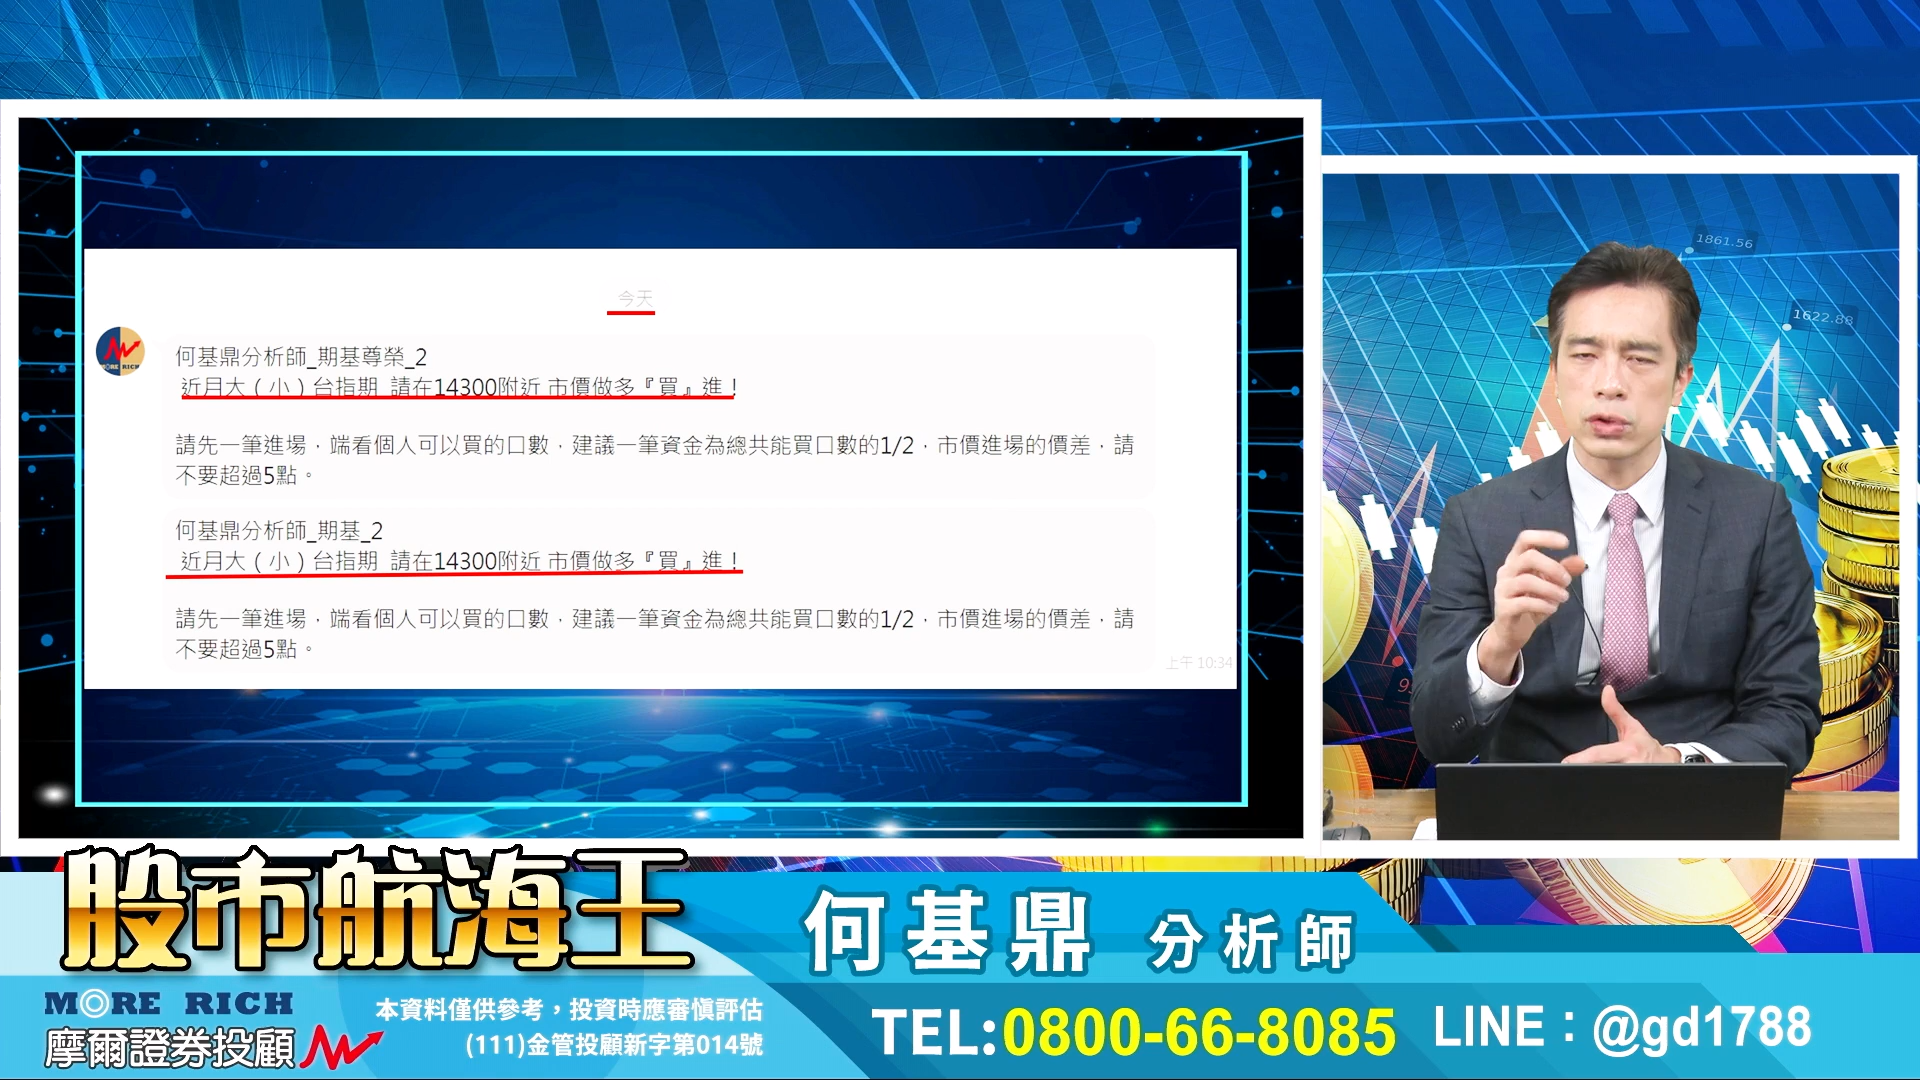 今天
何基鼎分析師_期基尊榮_2
近月大（小）台指期 請在14300附近 市價做多『買』進！
請先一筆進場，端看個人可以買的口數，建議一筆資金為總共能買口數的1/2，市價進場的價差，請
不要超過5點。
何基鼎分析師_期基_2
近月大（小）台指期 請在14300附近 市價做多『買』進！
請先一筆進場，端看個人可以買的口數，建議一筆資金為總共能買口數的1/2，市價進場的價差，請
不要超過5點。
上午 10:34
MORE RICH
1861.56
1622.88
股市航海王
何基鼎 分析師
MORE RICH
摩爾證券投顧
本資料僅供參考，投資時應審慎評估
(111)金管投顧新字第014號
TEL:0800-66-8085
LINE：@gd1788